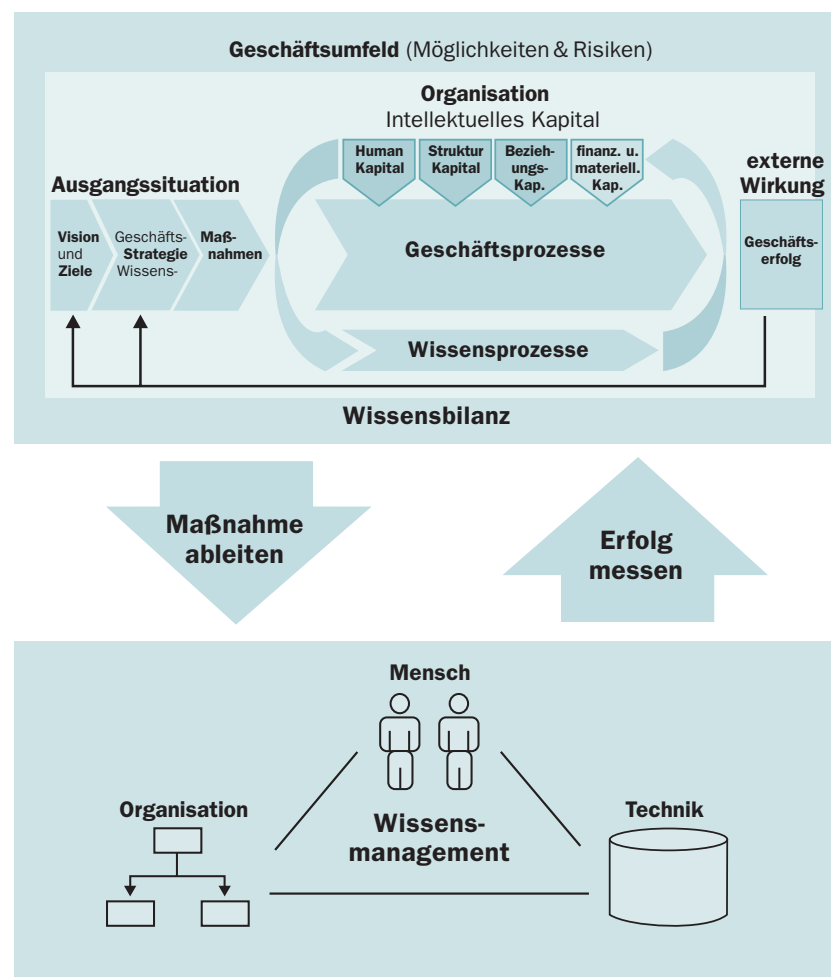 Geschäftsumfeld (Möglichkeiten & Risiken)
Organisation
Intellektuelles Kapital
Human
Kapital
Struktur
Kapital
Bezieh-
ungs-
Kap.
finanz. u.
materiell.
Kap.
externe
Wirkung
Ausgangssituation
Vision
und
Ziele
Geschäfts-
Strategie
Wissens-
Maß-
nahmen
Geschäftsprozesse
Geschäfts-
erfolg
Wissensprozesse
Wissensbilanz
Maßnahme
ableiten
Erfolg
messen
Mensch
Organisation
Technik
Wissens-
management